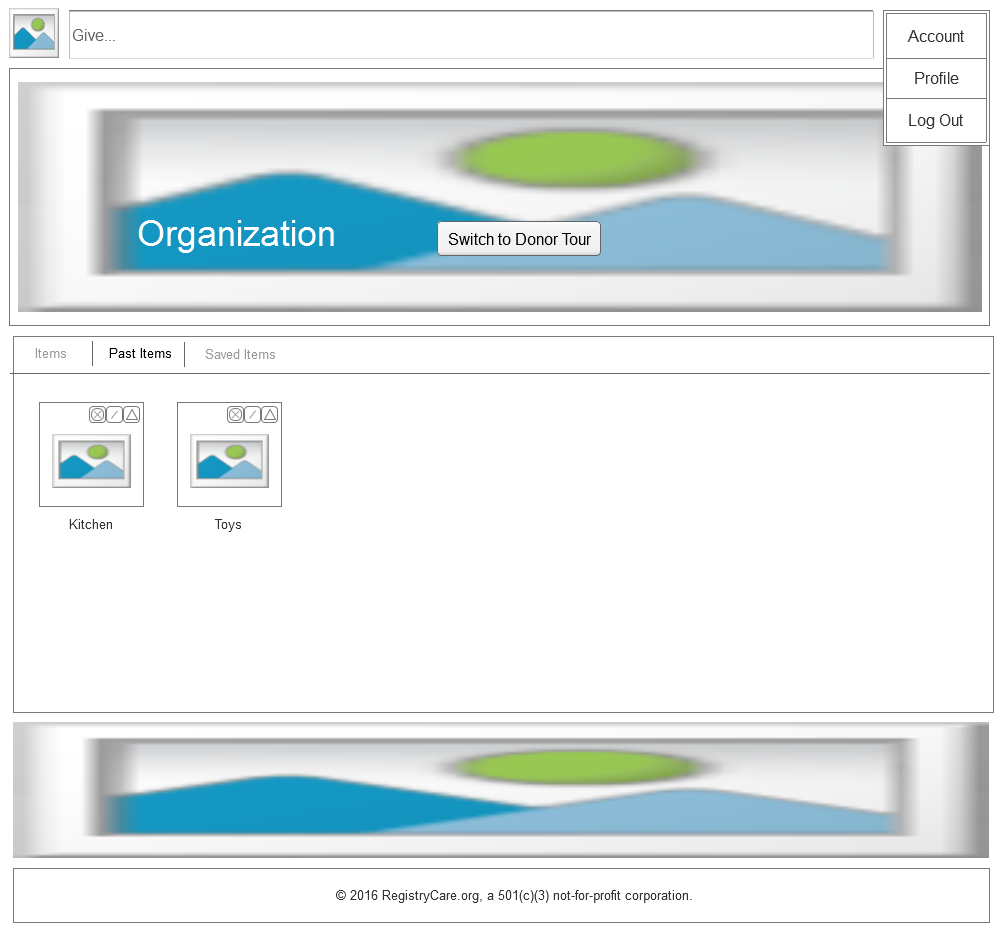 Give...
Account
Profile
Log Out
Organization
Switch to Donor Tour
Items
Past Items
Saved Items
Kitchen
Toys
© 2016 RegistryCare.org, a 501(c)(3) not-for-profit corporation.